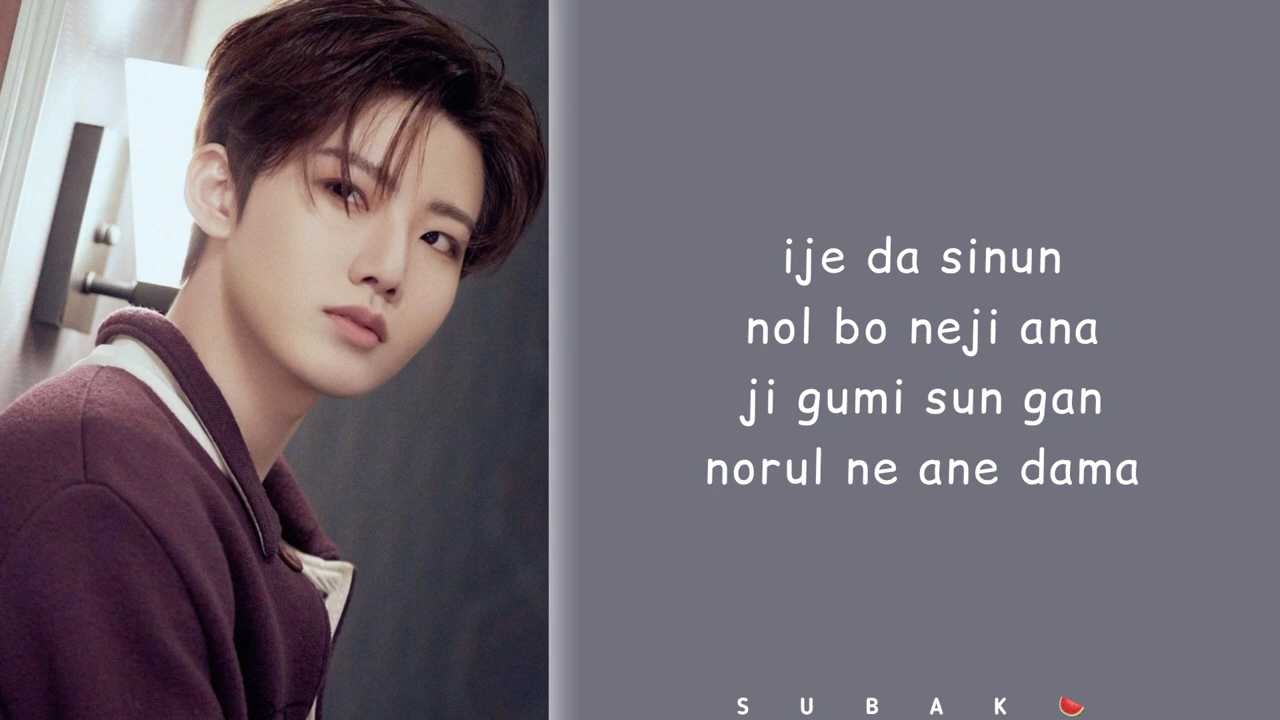 ije da sinun
nol bo neji ana
ji gumi sun gan
norul ne ane dama
S U B A K 🍉